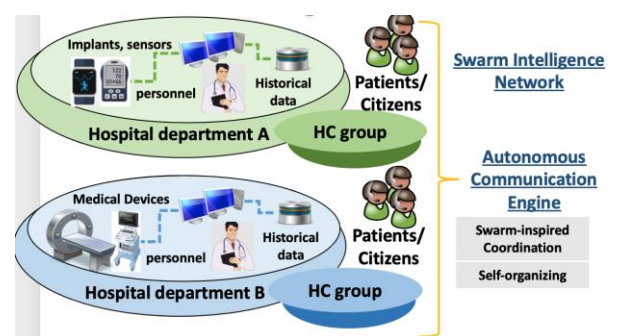 Implants, sensors
personnel
Historical
data
Hospital department A
HC group
Patients/
Citizens
Medical Devices
personnel
Historical
data
Hospital department B
HC group
Patients/
Citizens
Swarm Intelligence
Network
Autonomous
Communication
Engine
Swarm-inspired
Coordination
Self-organizing